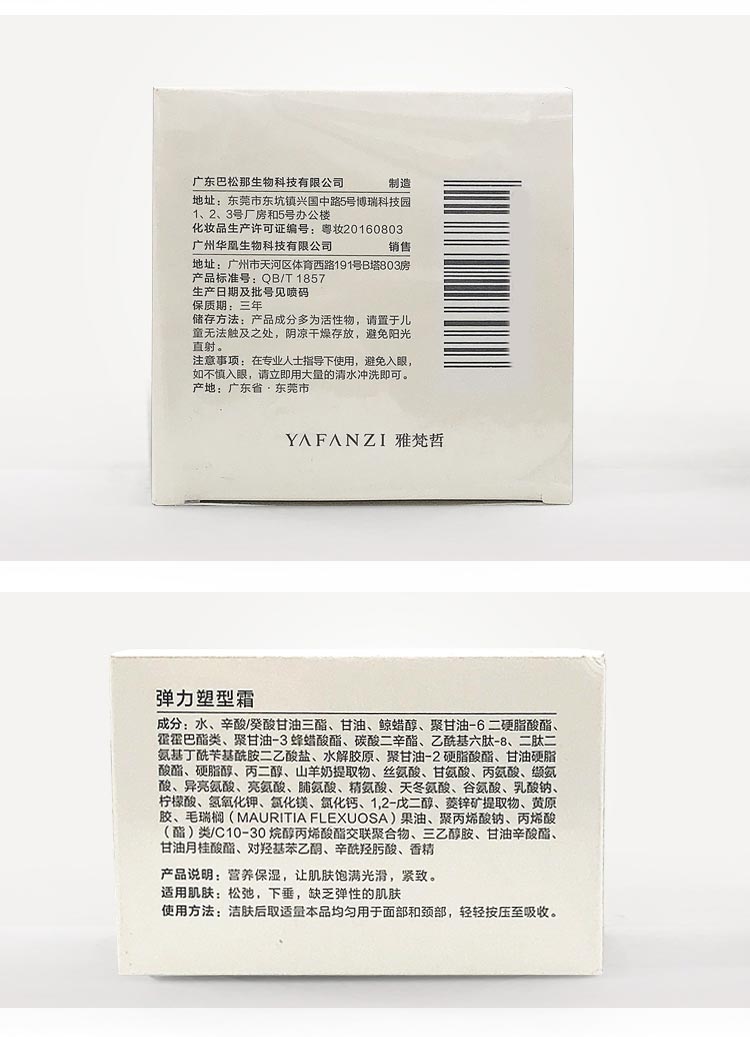 广东巴松那生物科技有限公司 制造
地址：东莞市东坑镇兴国中路5号博瑞科技园
1、2、3号厂房和5号办公楼
化妆品生产许可证编号：粤妆20160803
广州华凰生物科技有限公司 销售
地址：广州市天河区体育西路191号B塔803房
产品标准号：QB/T 1857
生产日期及批号见喷码
保质期：三年
储存方法：产品成分多为活性物，请置于儿
童无法触及之处，阴凉干燥存放，避免阳光
直射。
注意事项：在专业人士指导下使用，避免入眼，
如不慎入眼，请立即用大量的清水冲洗即可。
产地：广东省·东莞市
YAFANZI 雅梵哲
弹力塑型霜
成分：水、辛酸/癸酸甘油三酯、甘油、鲸蜡醇、聚甘油-6 二硬脂酸酯、
霍霍巴酯类、聚甘油-3 蜂蜡酸酯、碳酸二辛酯、乙酰基六肽-8、二肽二
氨基丁酰苄基酰胺二乙酸盐、水解胶原、聚甘油-2 硬脂酸酯、甘油硬脂
酸酯、硬脂醇、丙二醇、山羊奶提取物、丝氨酸、甘氨酸、丙氨酸、缬氨
酸、异亮氨酸、亮氨酸、脯氨酸、精氨酸、天冬氨酸、谷氨酸、乳酸钠、
柠檬酸、氢氧化钾、氯化镁、氯化钙、1,2-戊二醇、菱锌矿提取物、黄原
胶、毛瑞榈（MAURITIA FLEXUOSA）果油、聚丙烯酸钠、丙烯酸
（酯）类/C10-30 烷醇丙烯酸酯交联聚合物、三乙醇胺、甘油辛酸酯、
甘油月桂酸酯、对羟基苯乙酮、辛酰羟肟酸、香精
产品说明：营养保湿，让肌肤饱满光滑，紧致。
适用肌肤：松弛，下垂，缺乏弹性的肌肤
使用方法：洁肤后取适量本品均匀用于面部和颈部，轻轻按压至吸收。